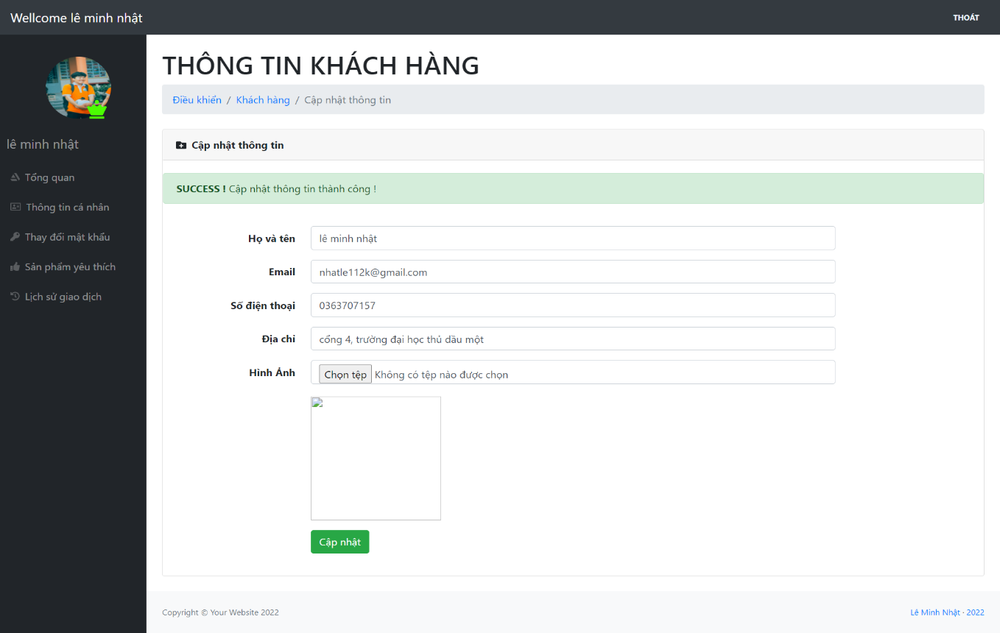 Wellcome lê minh nhật
THOÁT
lê minh nhật
Tổng quan
Thông tin cá nhân
Thay đổi mật khẩu
Sản phẩm yêu thích
Lịch sử giao dịch
THÔNG TIN KHÁCH HÀNG
Điều khiển / Khách hàng / Cập nhật thông tin
Cập nhật thông tin
SUCCESS ! Cập nhật thông tin thành công !
Họ và tên lê minh nhật
Email nhatle112k@gmail.com
Số điện thoại 0363707157
Địa chỉ cổng 4, trường đại học thủ dầu một
Hình Ảnh Chọn tệp Không có tệp nào được chọn
Cập nhật
Copyright © Your Website 2022
Lê Minh Nhật · 2022